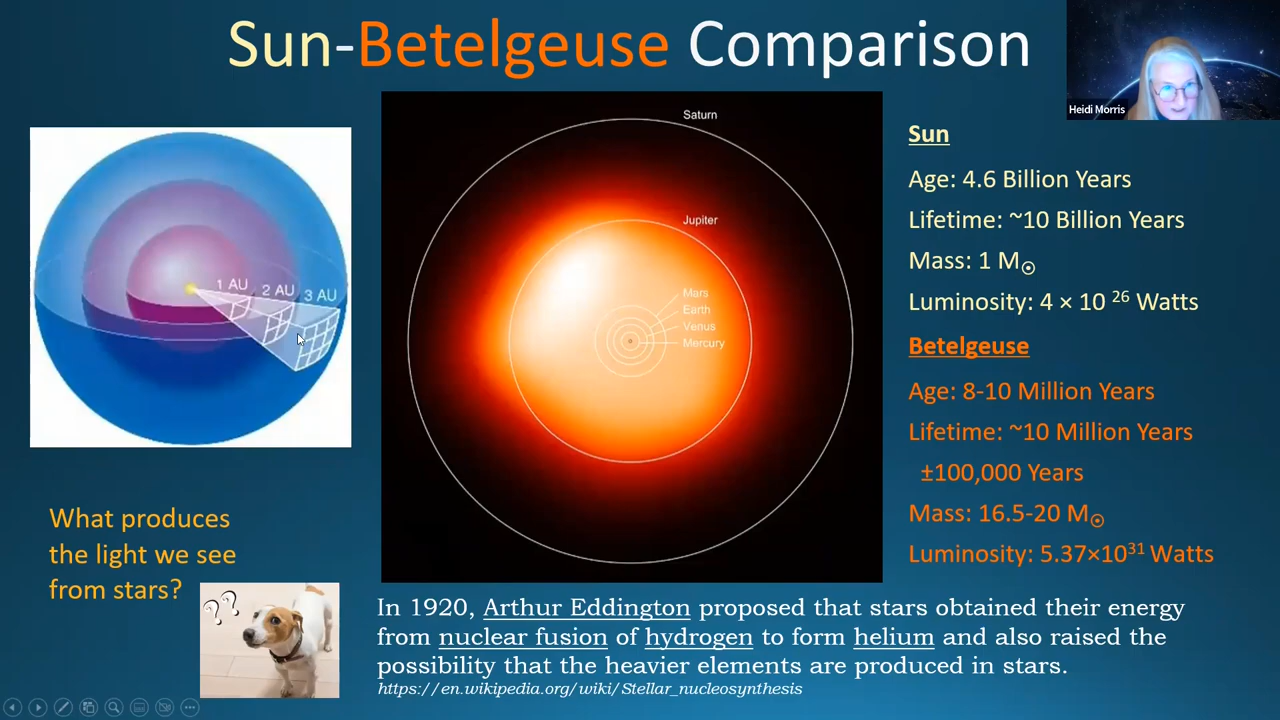 Sun-Betelgeuse Comparison
Heidi Morris
1 AU
2 AU
3 AU
Saturn
Jupiter
Mars
Earth
Venus
Mercury
Sun
Age: 4.6 Billion Years
Lifetime: ~10 Billion Years
Mass: 1 M☉
Luminosity: 4 × 10 ²⁶ Watts
Betelgeuse
Age: 8-10 Million Years
Lifetime: ~10 Million Years
±100,000 Years
Mass: 16.5-20 M☉
Luminosity: 5.37×10³¹ Watts
What produces
the light we see
from stars?
??
In 1920, Arthur Eddington proposed that stars obtained their energy
from nuclear fusion of hydrogen to form helium and also raised the
possibility that the heavier elements are produced in stars.
https://en.wikipedia.org/wiki/Stellar_nucleosynthesis